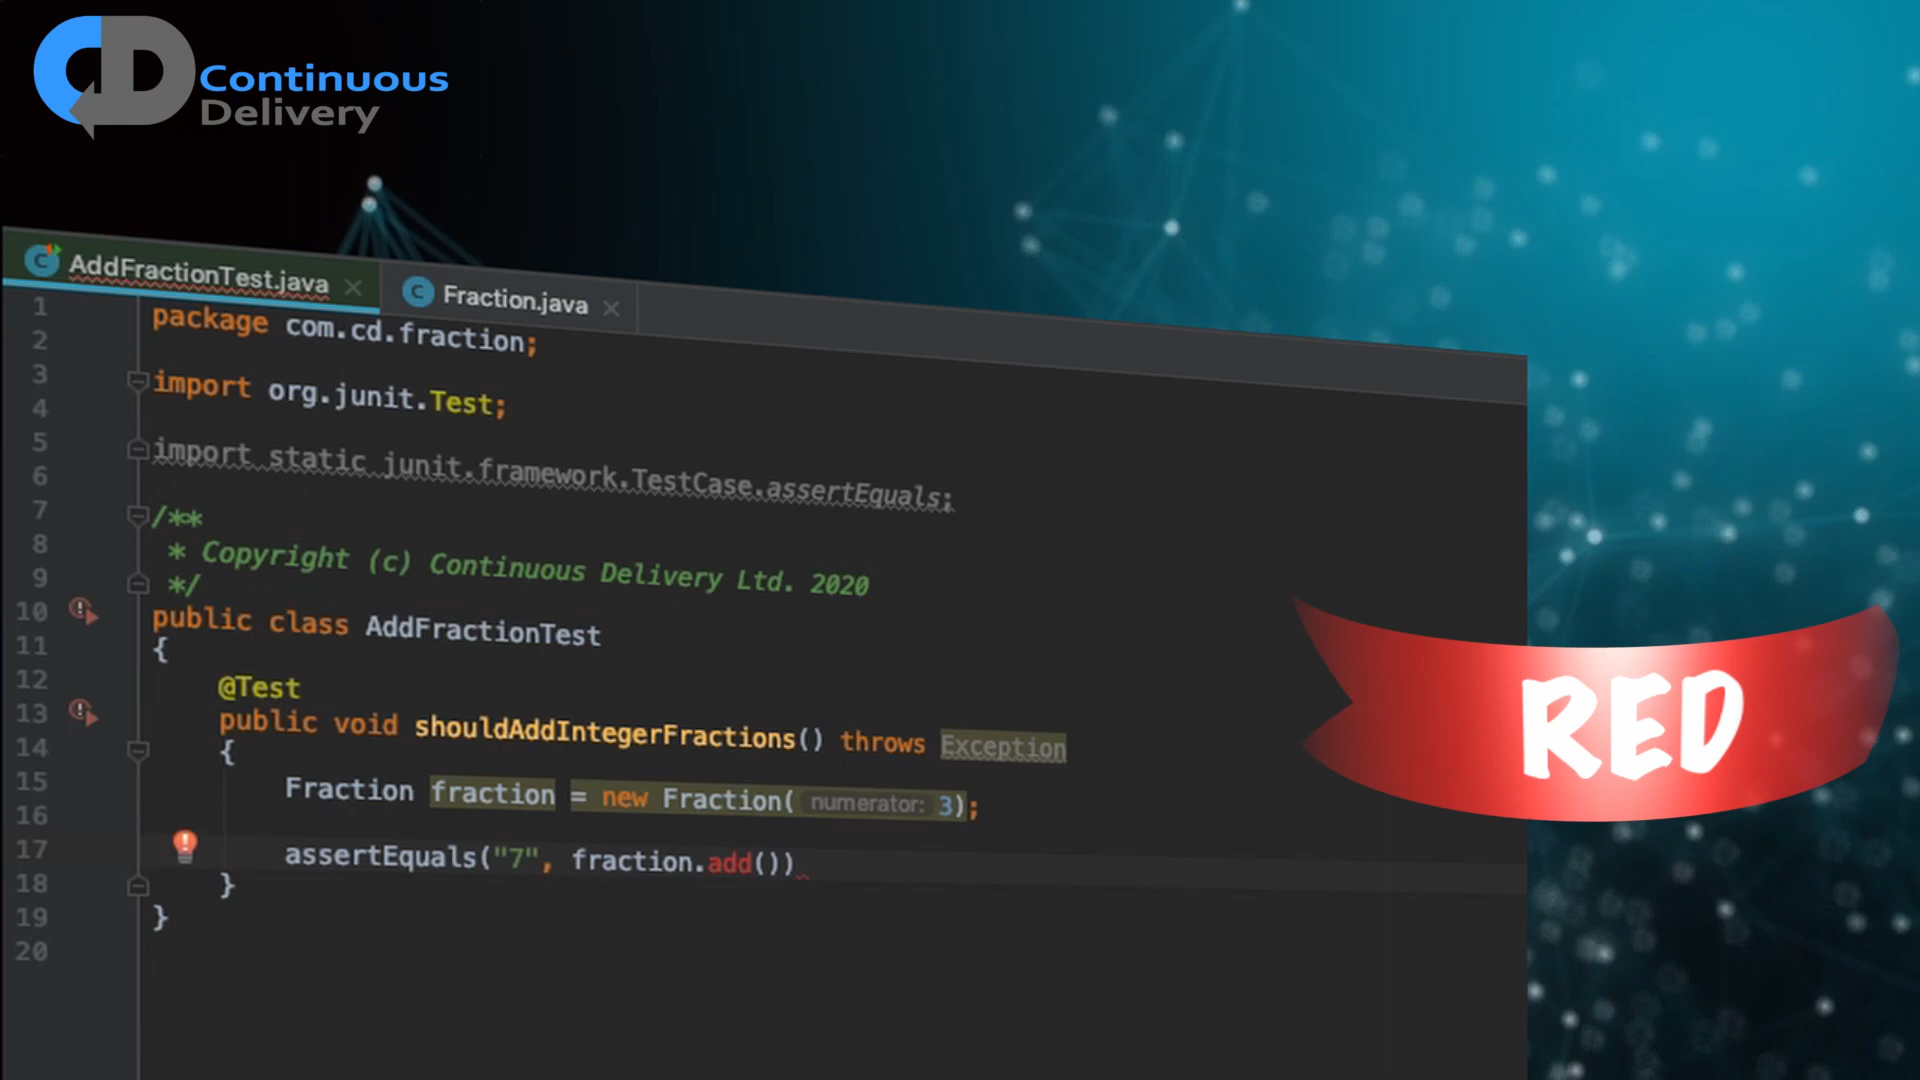 Continuous
Delivery
AddFractionTest.java
Fraction.java
1 package com.cd.fraction;
2
3 import org.junit.Test;
4
5 import static junit.framework.TestCase.assertEquals;
6
7 /**
8 * Copyright (c) Continuous Delivery Ltd. 2020
9 */
10 public class AddFractionTest
11 {
12 @Test
13 public void shouldAddIntegerFractions() throws Exception
14 {
15 Fraction fraction = new Fraction( numerator: 3);
16
17 assertEquals("7", fraction.add())
18 }
19 }
20
RED